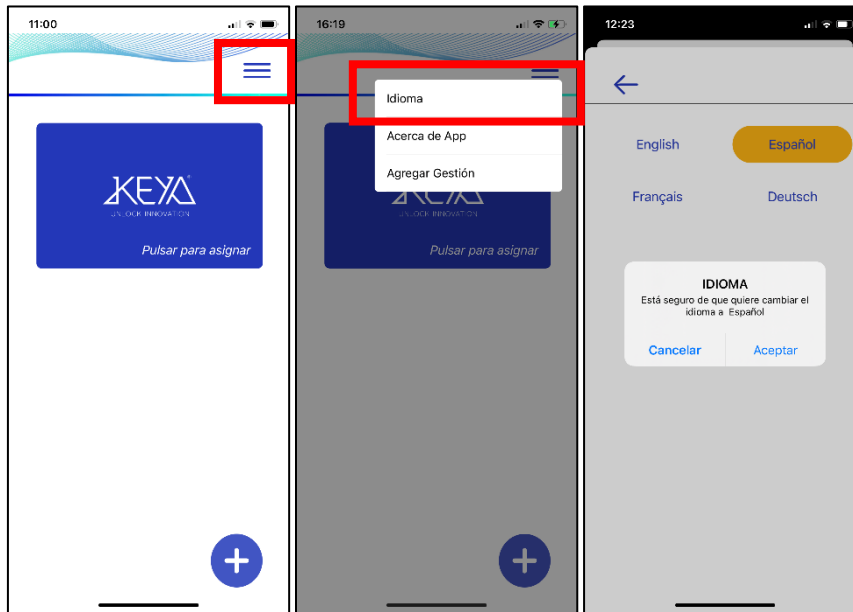 11:00
KEYA
UNLOCK INNOVATION
Pulsar para asignar
16:19
Idioma
Acerca de App
Agregar Gestión
KEYA
UNLOCK INNOVATION
Pulsar para asignar
12:23
English
Español
Français
Deutsch
IDIOMA
Está seguro de que quiere cambiar el
idioma a Español
Cancelar
Aceptar